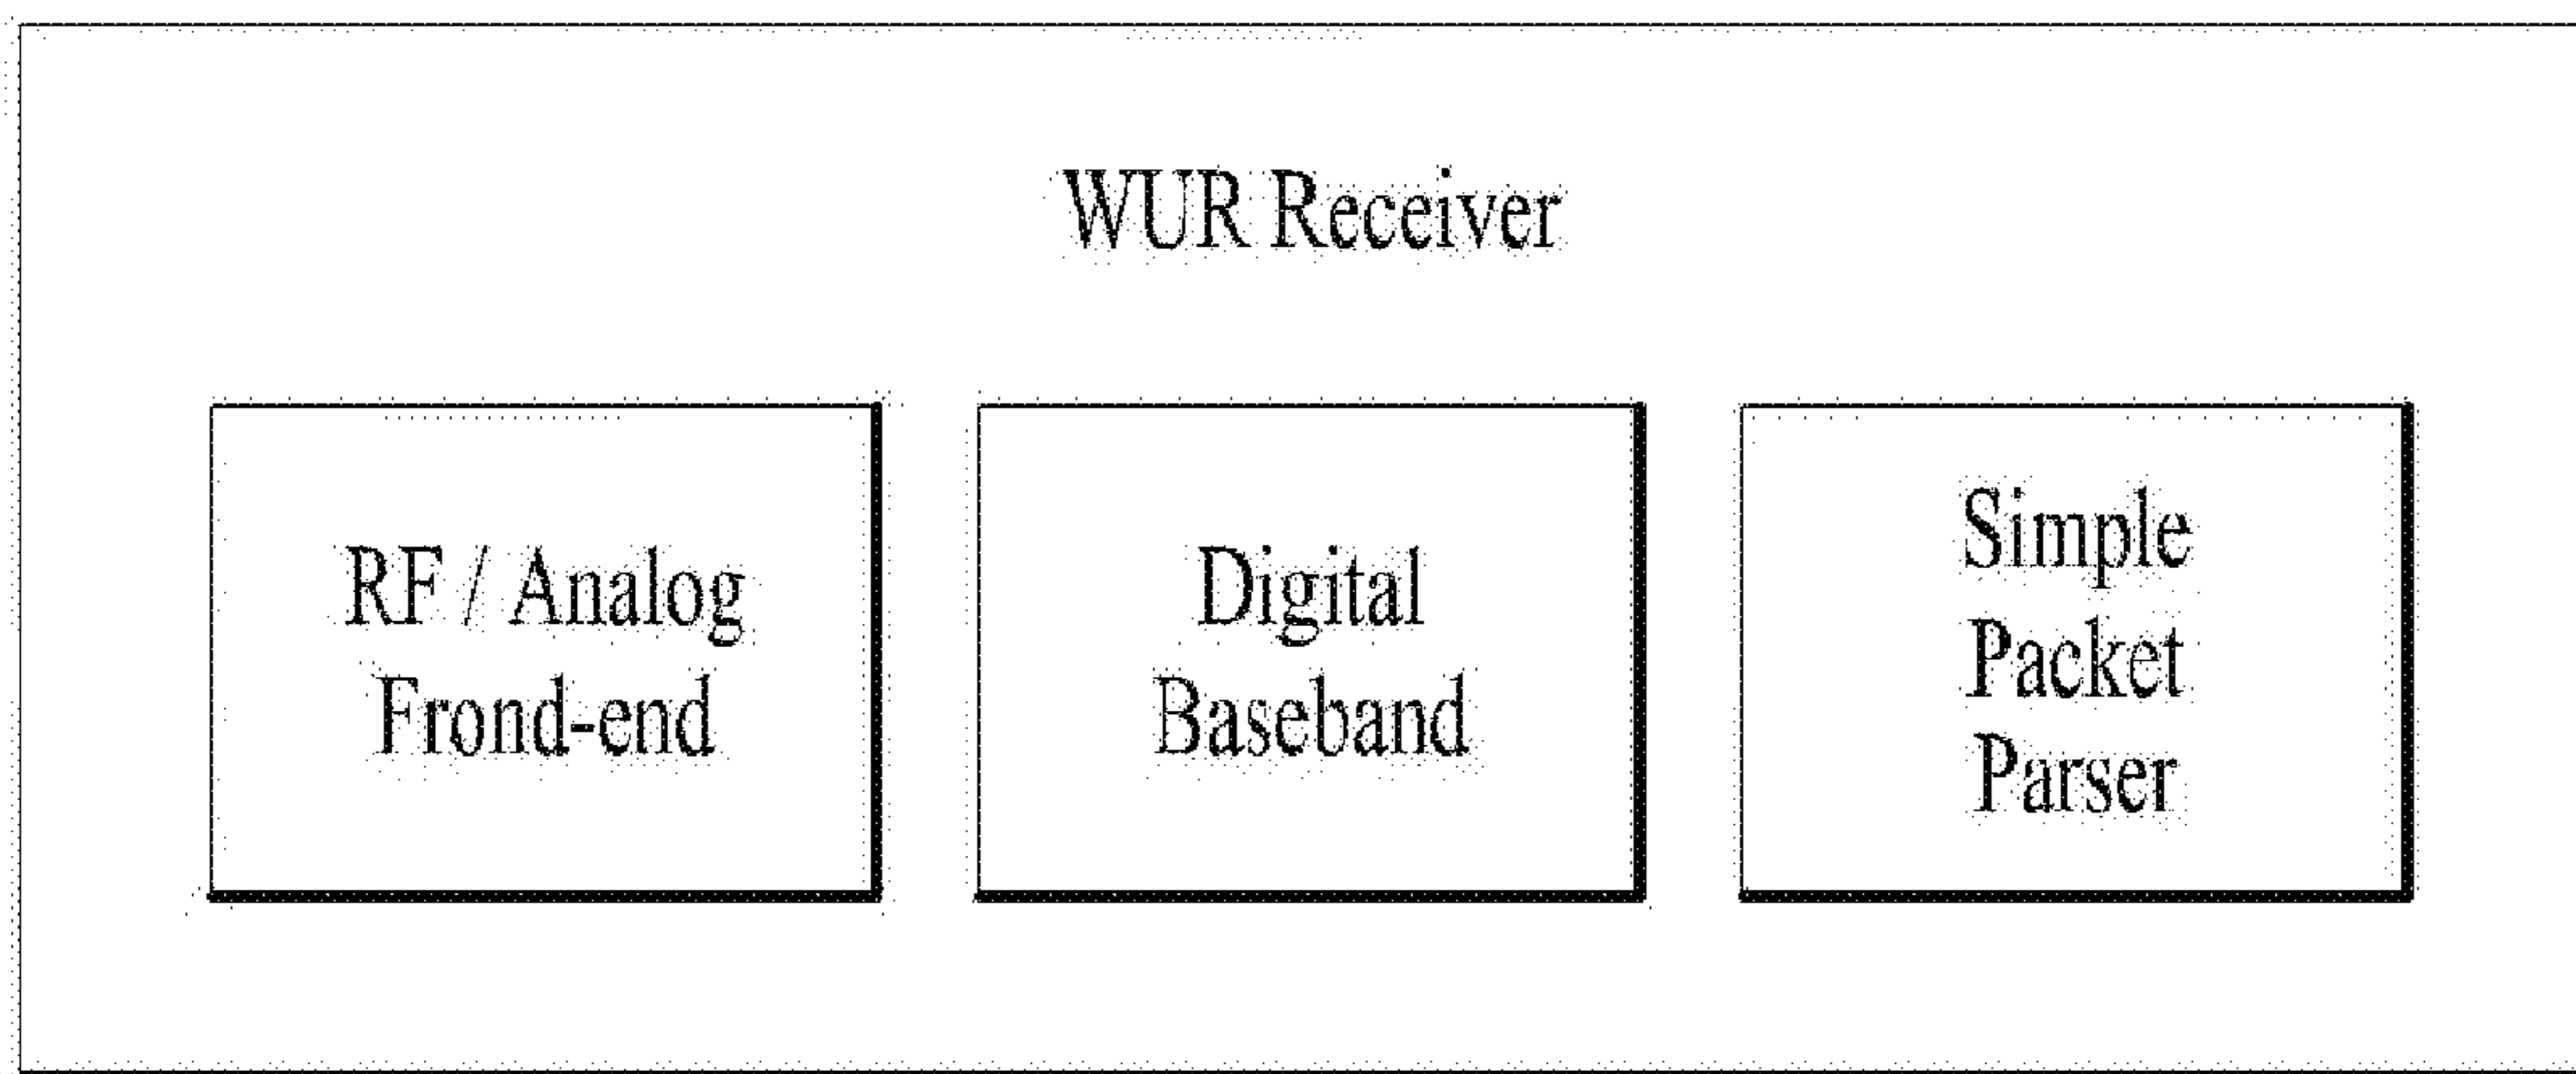 WUR Receiver
RF / Analog
Frond-end
Digital
Baseband
Simple
Packet
Parser